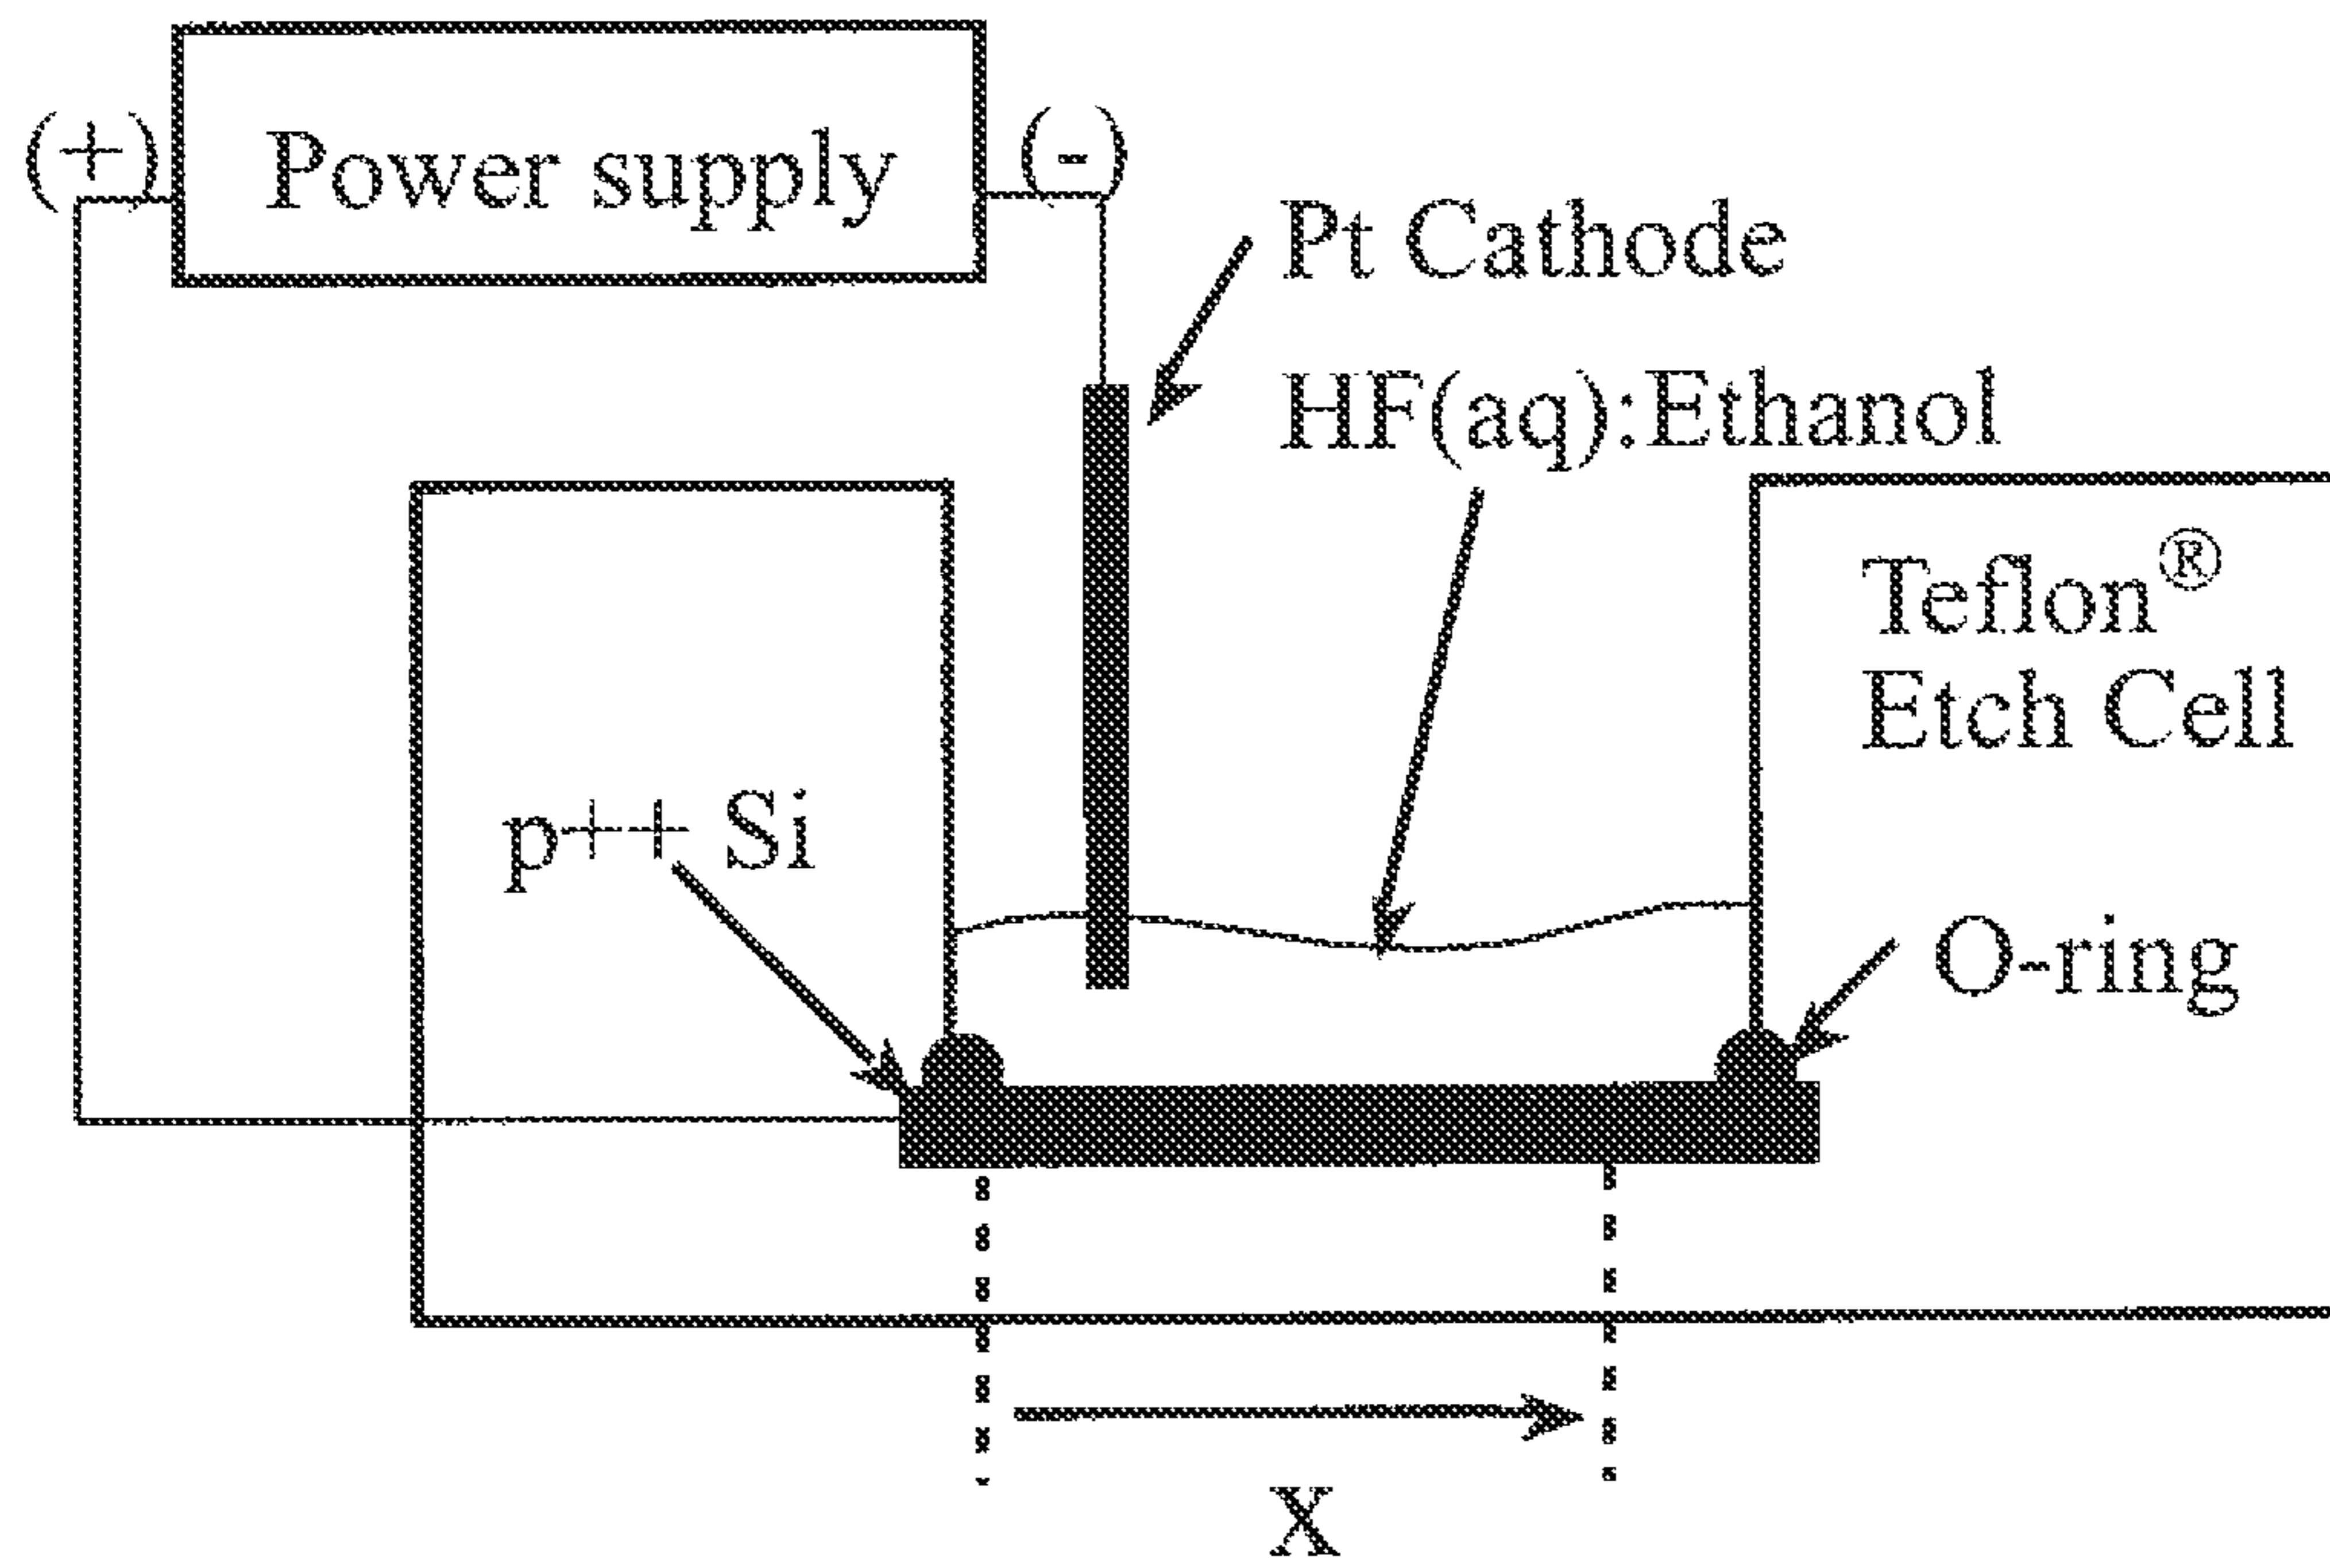 (+)
Power supply
(-)
Pt Cathode
HF(aq):Ethanol
Teflon®
Etch Cell
p++ Si
O-ring
X